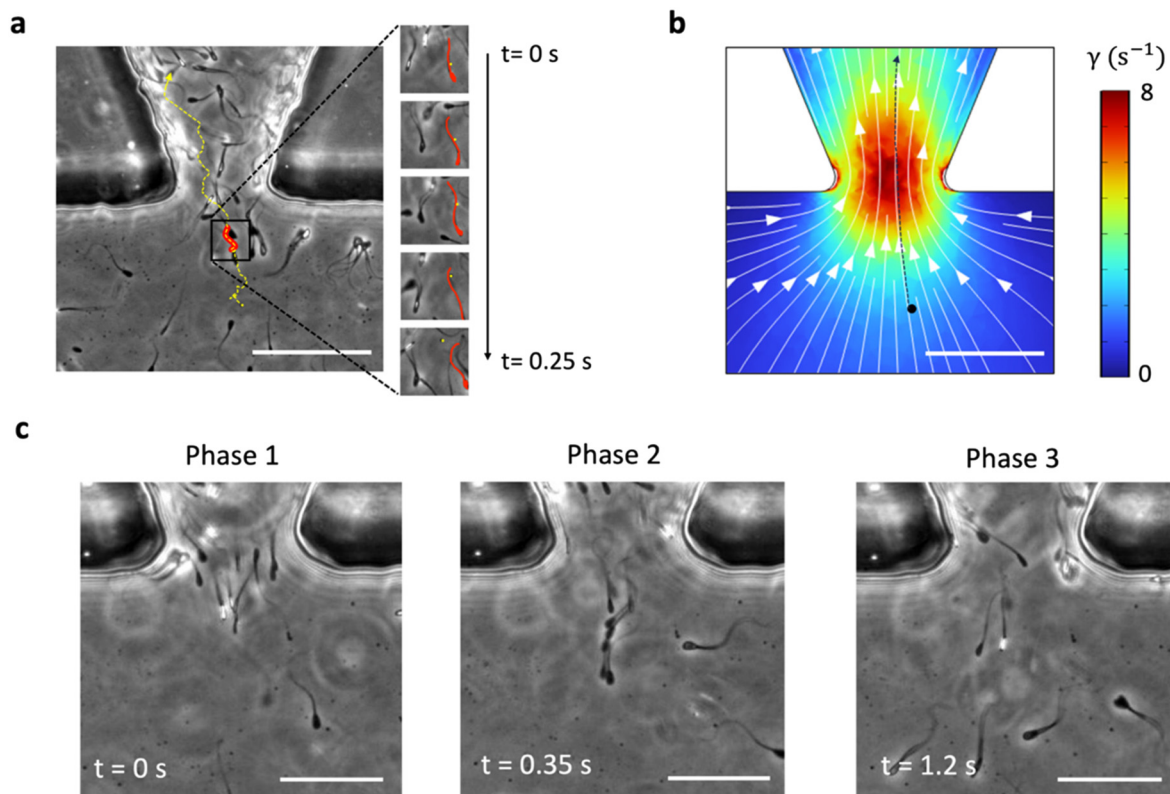 a
t= 0 s
t= 0.25 s
b
γ (s⁻¹)
8
0
c
Phase 1
Phase 2
Phase 3
t = 0 s
t = 0.35 s
t = 1.2 s